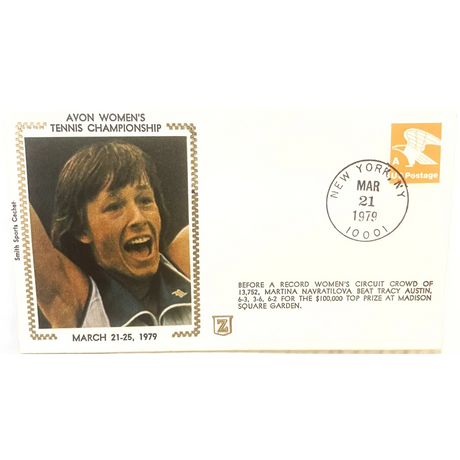 AVON WOMEN'S
TENNIS CHAMPIONSHIP
Smith Sports Cachet
MARCH 21-25, 1979
A
US Postage
NEW YORK, NY
MAR
21
1979
10001
BEFORE A RECORD WOMEN'S CIRCUIT CROWD OF
13,752, MARTINA NAVRATILOVA BEAT TRACY AUSTIN,
6-3, 3-6, 6-2 FOR THE $100,000 TOP PRIZE AT MADISON
SQUARE GARDEN.
Z